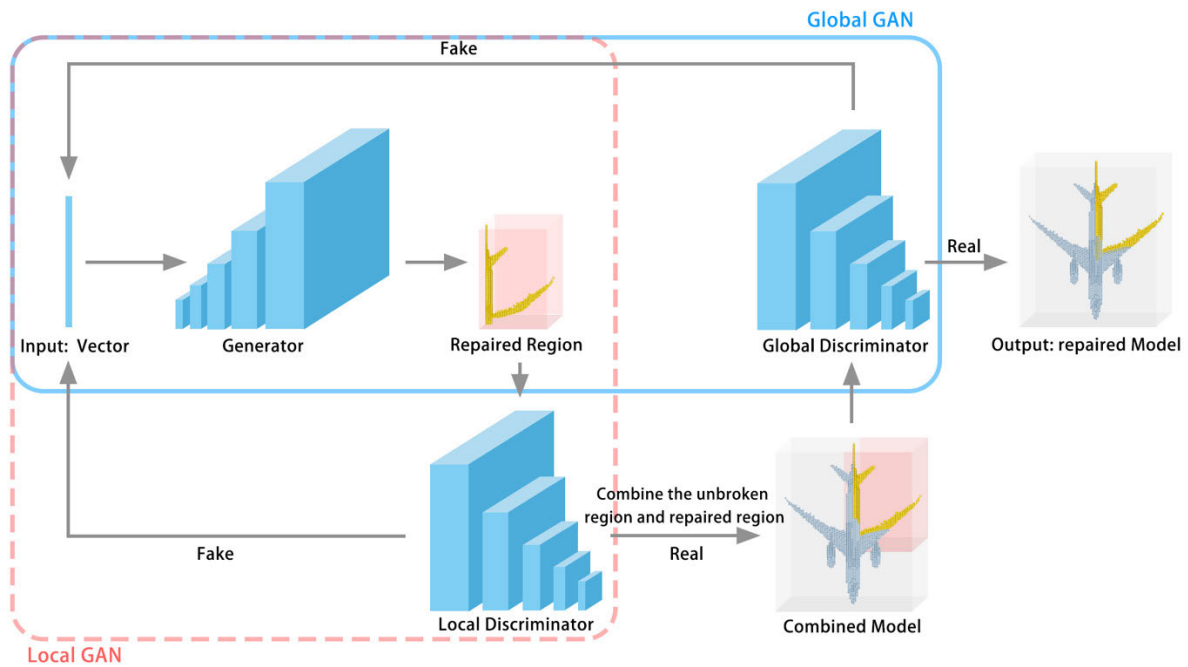 Global GAN
Fake
Real
Input: Vector
Generator
Repaired Region
Global Discriminator
Output: repaired Model
Combine the unbroken
region and repaired region
Fake
Real
Local Discriminator
Combined Model
Local GAN